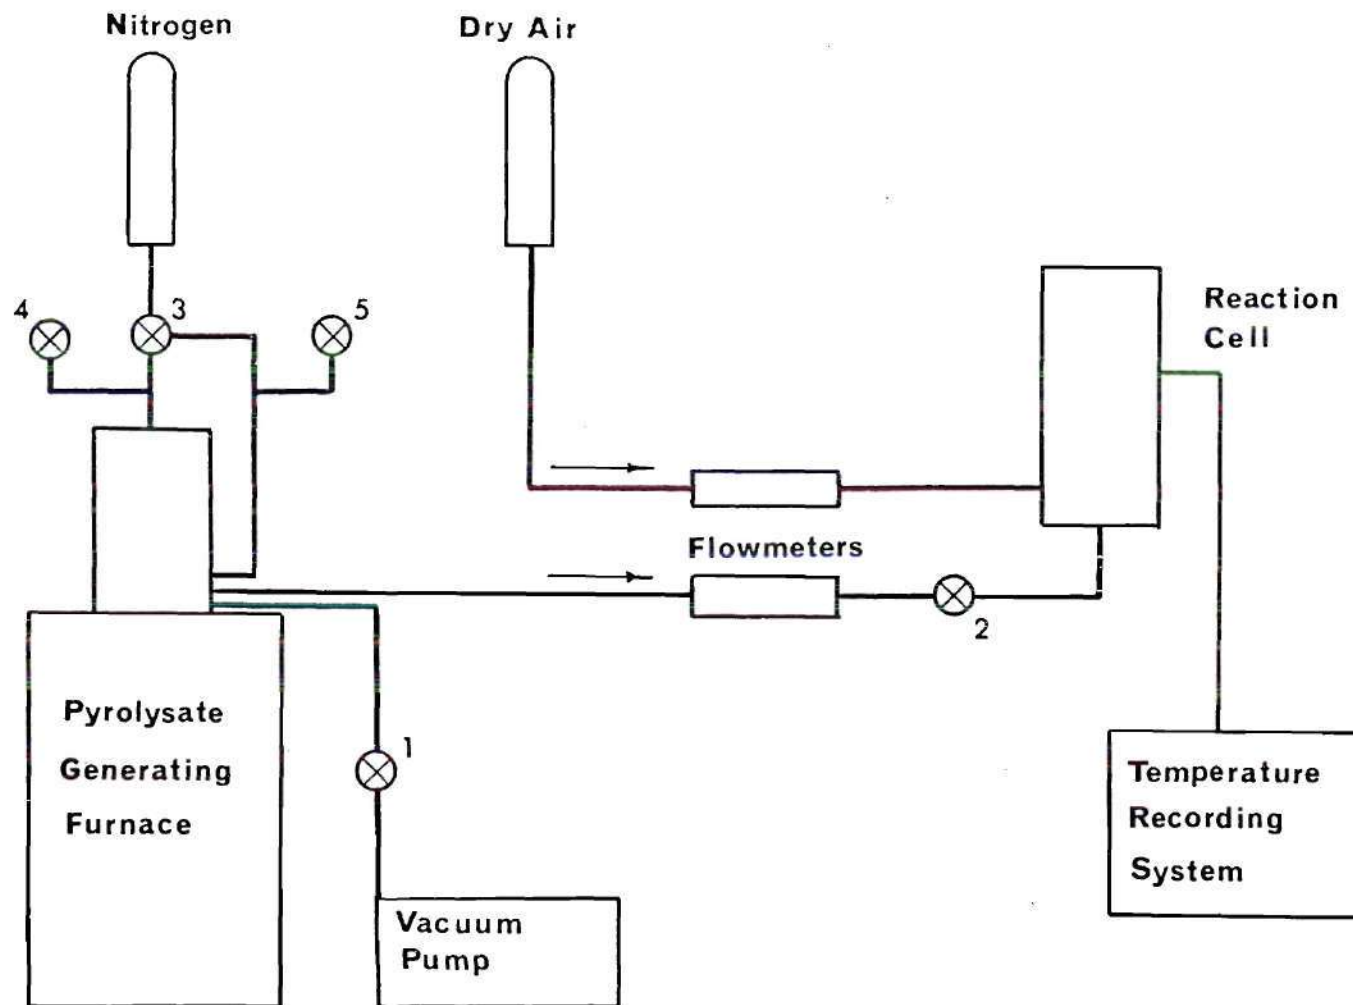 Nitrogen
Dry Air
4
3
5
Reaction
Cell
Flowmeters
2
Pyrolysate
Generating
Furnace
1
Vacuum
Pump
Temperature
Recording
System